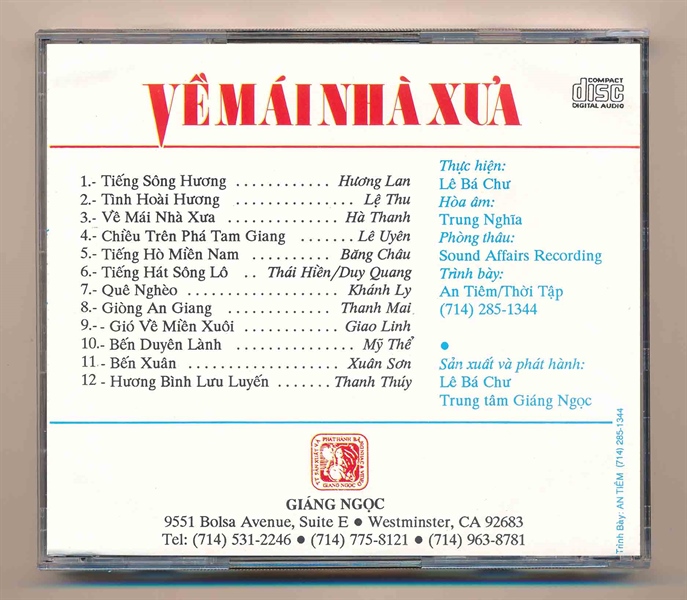 VỀ MÁI NHÀ XƯA
COMPACT
disc
DIGITAL AUDIO
1.- Tiếng Sông Hương ............. Hương Lan
2.- Tình Hoài Hương ............... Lệ Thu
3.- Về Mái Nhà Xưa ............... Hà Thanh
4.- Chiều Trên Phá Tam Giang ....... Lê Uyên
5.- Tiếng Hò Miền Nam ........... Băng Châu
6.- Tiếng Hát Sông Lô .. Thái Hiền/Duy Quang
7.- Quê Nghèo ................... Khánh Ly
8.- Giòng An Giang ............. Thanh Mai
9.-- Gió Về Miền Xuôi ............. Giao Linh
10.- Bến Duyên Lành ............... Mỹ Thể
11 - Bến Xuân ................... Xuân Sơn
12 - Hương Bình Lưu Luyến ....... Thanh Thúy
Thực hiện:
Lê Bá Chư
Hòa âm:
Trung Nghĩa
Phòng thâu:
Sound Affairs Recording
Trình bày:
An Tiêm/Thời Tập
(714) 285-1344
Sản xuất và phát hành:
Lê Bá Chư
Trung tâm Giáng Ngọc
GIÁNG NGỌC
9551 Bolsa Avenue, Suite E ● Westminster, CA 92683
Tel: (714) 531-2246 ● (714) 775-8121 ● (714) 963-8781
Trình Bày: AN TIÊM (714) 285-1344